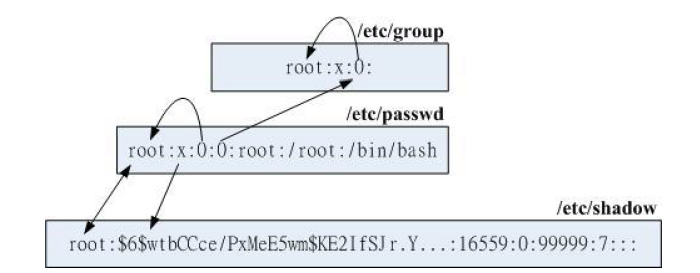 /etc/group
root:x:0:
/etc/passwd
root:x:0:0:root:/root:/bin/bash
/etc/shadow
root:$6$wtbCCce/PxMeE5wm$KE2IfSJr.Y...:16559:0:99999:7:::